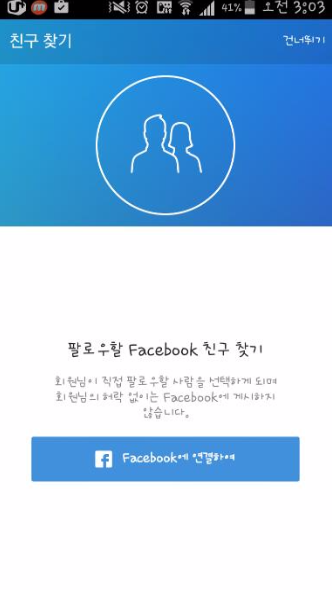 41% 오전 3:03
친구 찾기 건너뛰기
팔로우할 Facebook 친구 찾기
회원님이 직접 팔로우할 사람을 선택하게 되며
회원님의 허락 없이는 Facebook에 게시하지
않습니다.
Facebook에 연결하여